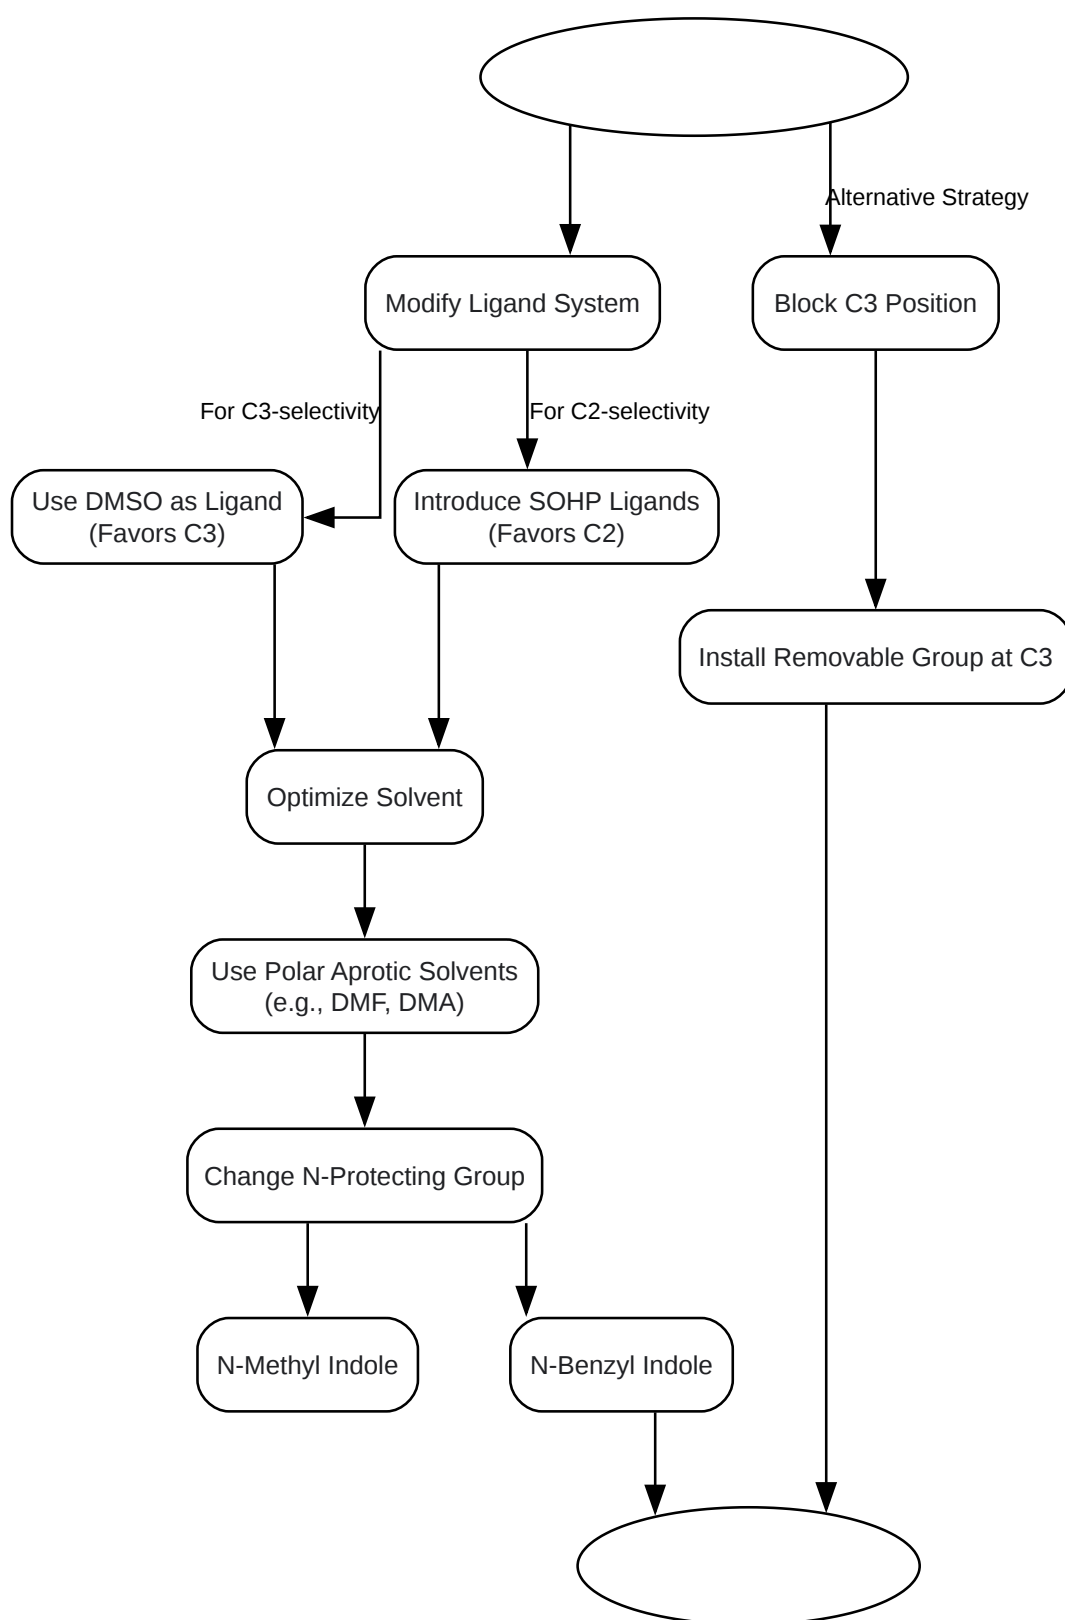 Alternative Strategy
Modify Ligand System
Block C3 Position
For C3-selectivity
For C2-selectivity
Use DMSO as Ligand
(Favors C3)
Introduce SOHP Ligands
(Favors C2)
Install Removable Group at C3
Optimize Solvent
Use Polar Aprotic Solvents
(e.g., DMF, DMA)
Change N-Protecting Group
N-Methyl Indole
N-Benzyl Indole